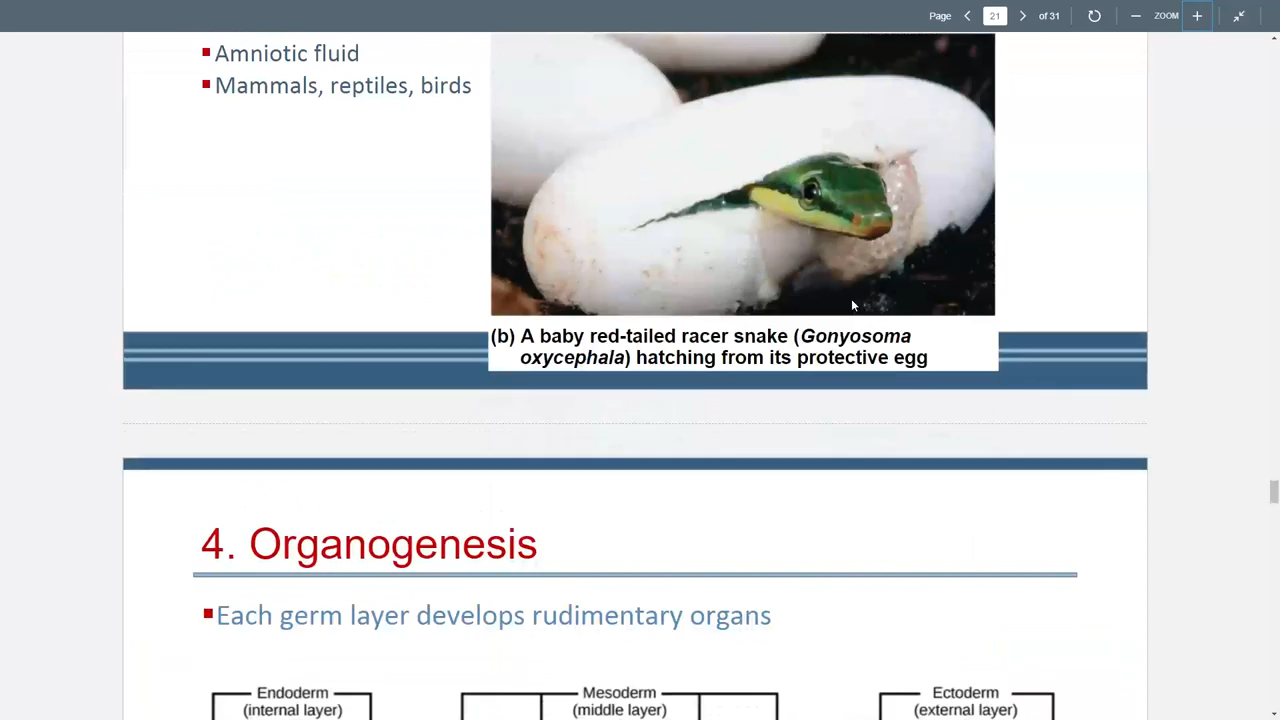 Page 21 of 31 ZOOM
Amniotic fluid
Mammals, reptiles, birds
(b) A baby red-tailed racer snake (Gonyosoma
oxycephala) hatching from its protective egg
4. Organogenesis
Each germ layer develops rudimentary organs
Endoderm Mesoderm Ectoderm
(internal layer) (middle layer) (external layer)